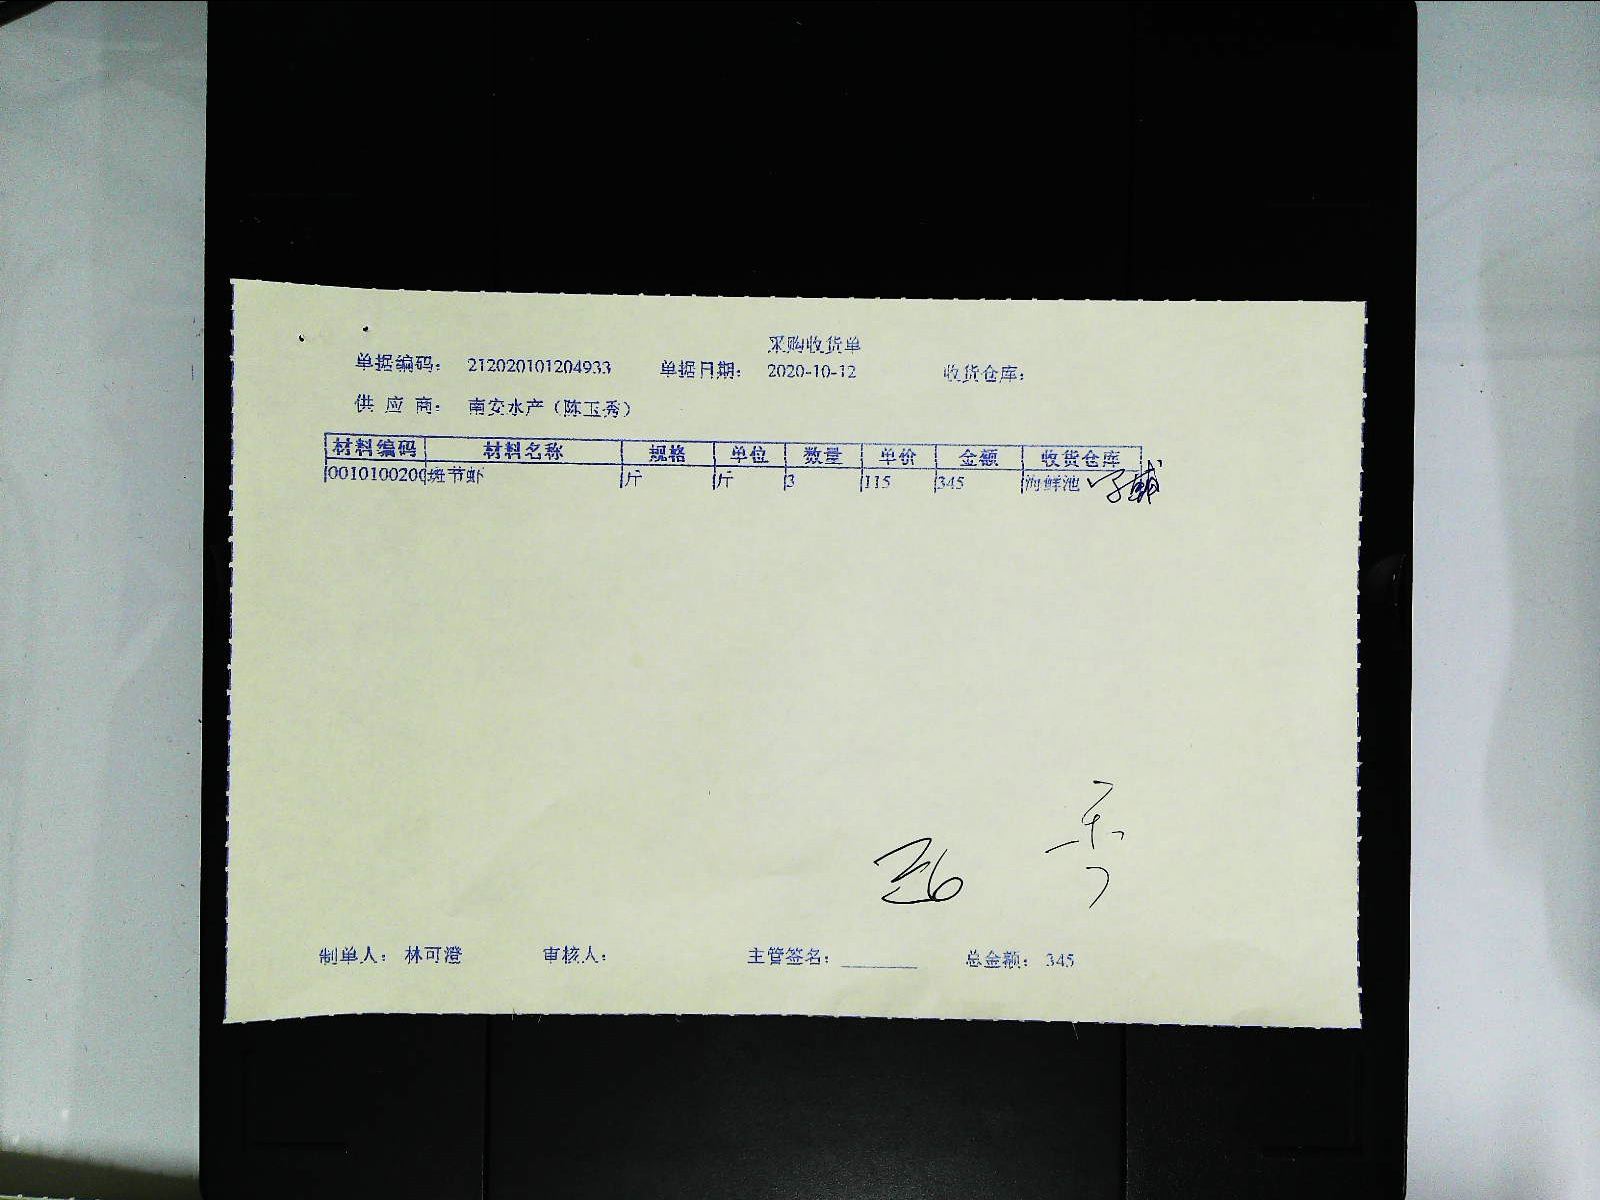 采购收货单
单据编码： 212020101204933 单据日期： 2020-10-12 收货仓库：
供 应 商： 南安水产（陈玉秀）
材料编码 材料名称 规格 单位 数量 单价 金额 收货仓库
0010100200 斑节虾 斤 斤 3 115 345 海鲜池
制单人： 林可澄 审核人： 主管签名： ________ 总金额： 345